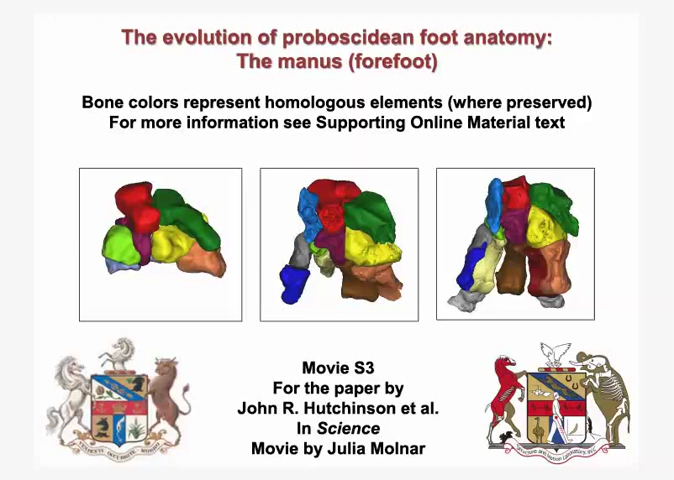 The evolution of proboscidean foot anatomy:
The manus (forefoot)
Bone colors represent homologous elements (where preserved)
For more information see Supporting Online Material text
Movie S3
For the paper by
John R. Hutchinson et al.
In Science
Movie by Julia Molnar